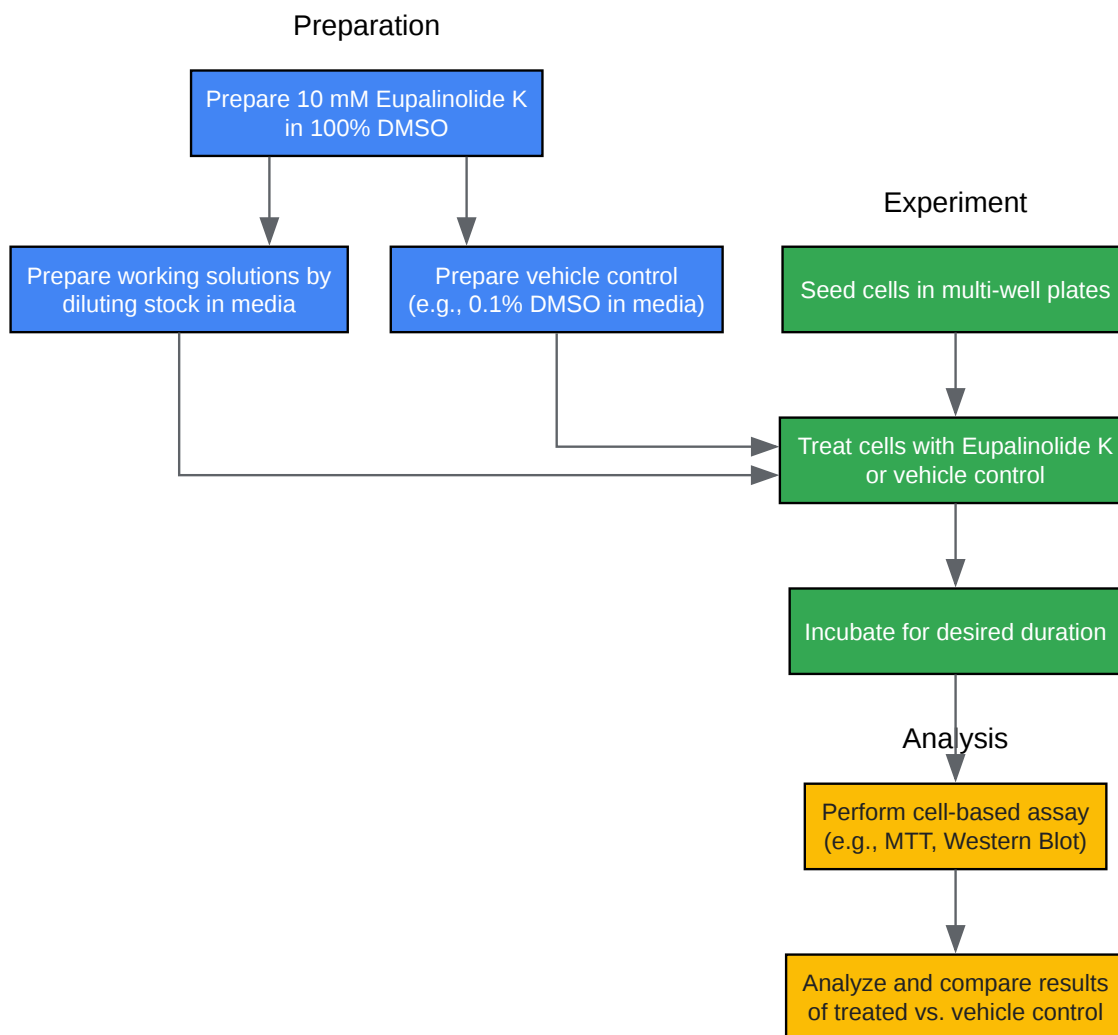 Preparation
Prepare 10 mM Eupalinolide K
in 100% DMSO
Experiment
Prepare working solutions by
diluting stock in media
Prepare vehicle control
(e.g., 0.1% DMSO in media)
Seed cells in multi-well plates
Treat cells with Eupalinolide K
or vehicle control
Incubate for desired duration
Analysis
Perform cell-based assay
(e.g., MTT, Western Blot)
Analyze and compare results
of treated vs. vehicle control